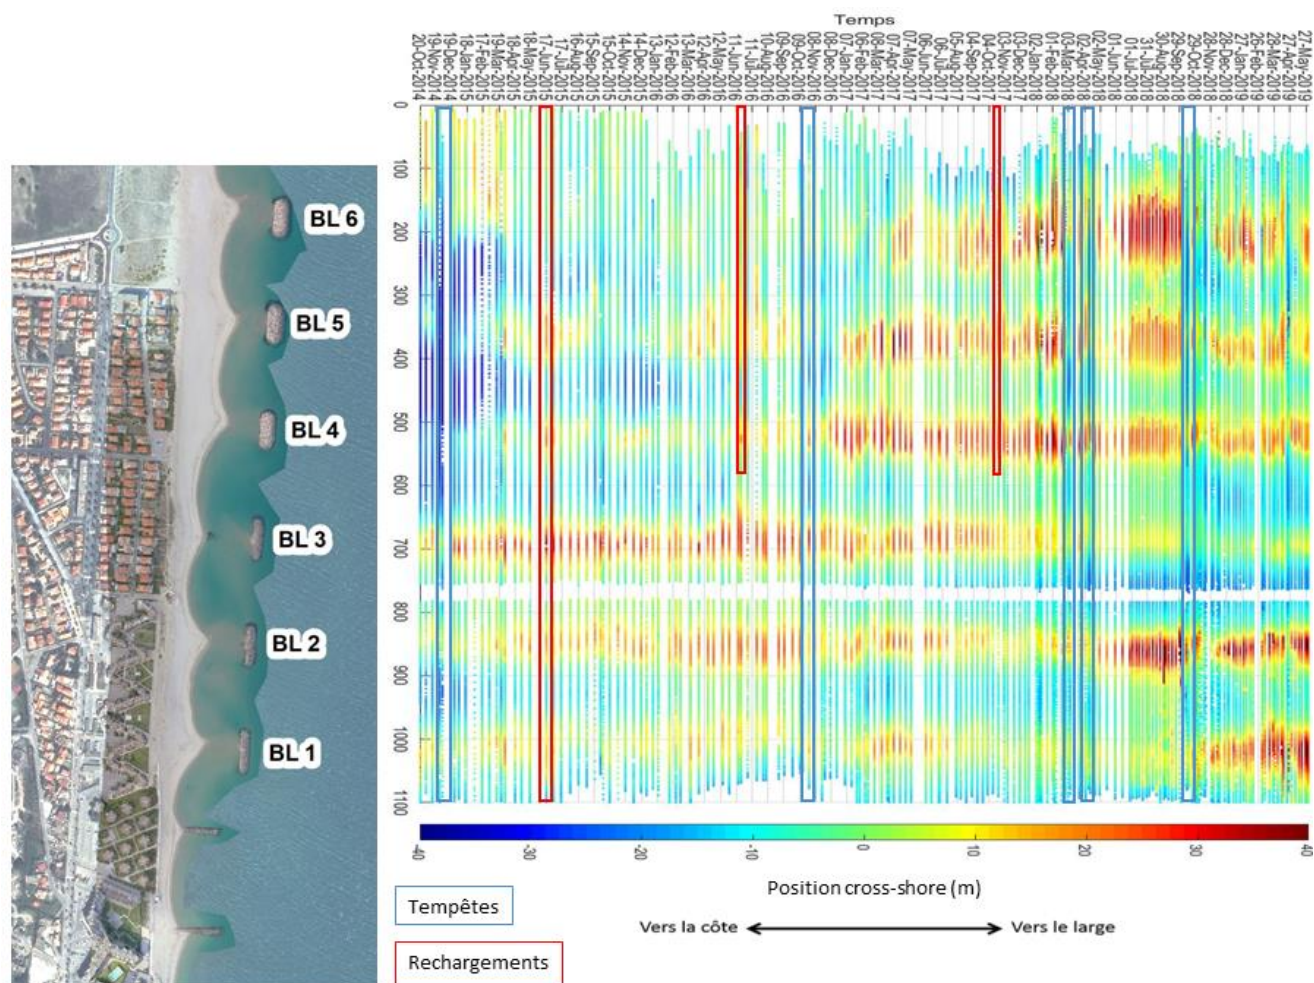 Temps
20-Oct-2014
19-Nov-2014
19-Dec-2014
18-Jan-2015
17-Feb-2015
19-Mar-2015
18-Apr-2015
18-May-2015
17-Jun-2015
17-Jul-2015
16-Aug-2015
15-Sep-2015
15-Oct-2015
14-Nov-2015
14-Dec-2015
13-Jan-2016
12-Feb-2016
13-Mar-2016
12-Apr-2016
12-May-2016
11-Jun-2016
11-Jul-2016
10-Aug-2016
09-Sep-2016
09-Oct-2016
08-Nov-2016
08-Dec-2016
07-Jan-2017
06-Feb-2017
08-Mar-2017
07-Apr-2017
07-May-2017
06-Jun-2017
06-Jul-2017
05-Aug-2017
04-Sep-2017
04-Oct-2017
03-Nov-2017
03-Dec-2017
02-Jan-2018
01-Feb-2018
03-Mar-2018
02-Apr-2018
02-May-2018
01-Jun-2018
01-Jul-2018
31-Jul-2018
30-Aug-2018
29-Sep-2018
29-Oct-2018
28-Nov-2018
28-Dec-2018
27-Jan-2019
26-Feb-2019
28-Mar-2019
27-Apr-2019
27-May-2019
0
100
200
300
400
500
600
700
800
900
1000
1100
BL 6
BL 5
BL 4
BL 3
BL 2
BL 1
-40
-30
-20
-10
0
10
20
30
40
Position cross-shore (m)
Tempêtes
Vers la côte
Vers le large
Rechargements